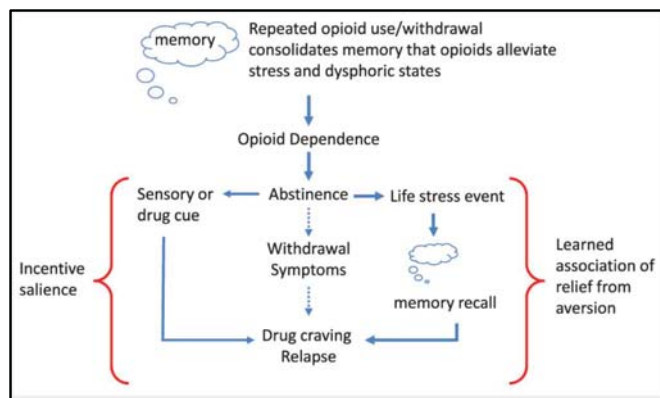 memory
Repeated opioid use/withdrawal
consolidates memory that opioids alleviate
stress and dysphoric states
Opioid Dependence
Sensory or
drug cue
Abstinence
Life stress event
Withdrawal
Symptoms
Incentive
salience
memory recall
Learned
association of
relief from
aversion
Drug craving
Relapse